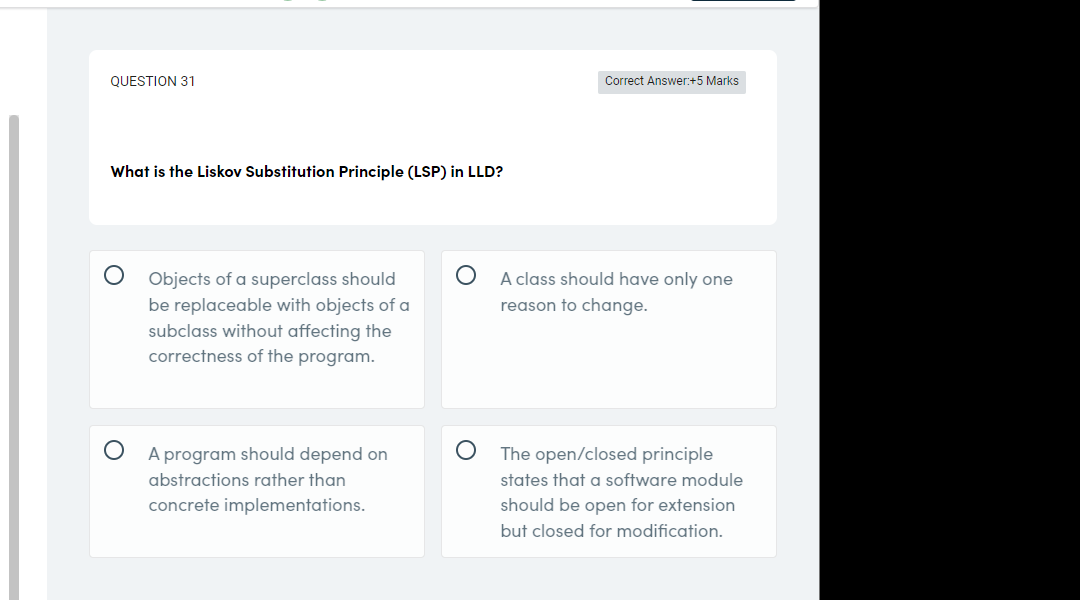 QUESTION 31
Correct Answer:+5 Marks
What is the Liskov Substitution Principle (LSP) in LLD?
Objects of a superclass should
be replaceable with objects of a
subclass without affecting the
correctness of the program.
A class should have only one
reason to change.
A program should depend on
abstractions rather than
concrete implementations.
The open/closed principle
states that a software module
should be open for extension
but closed for modification.